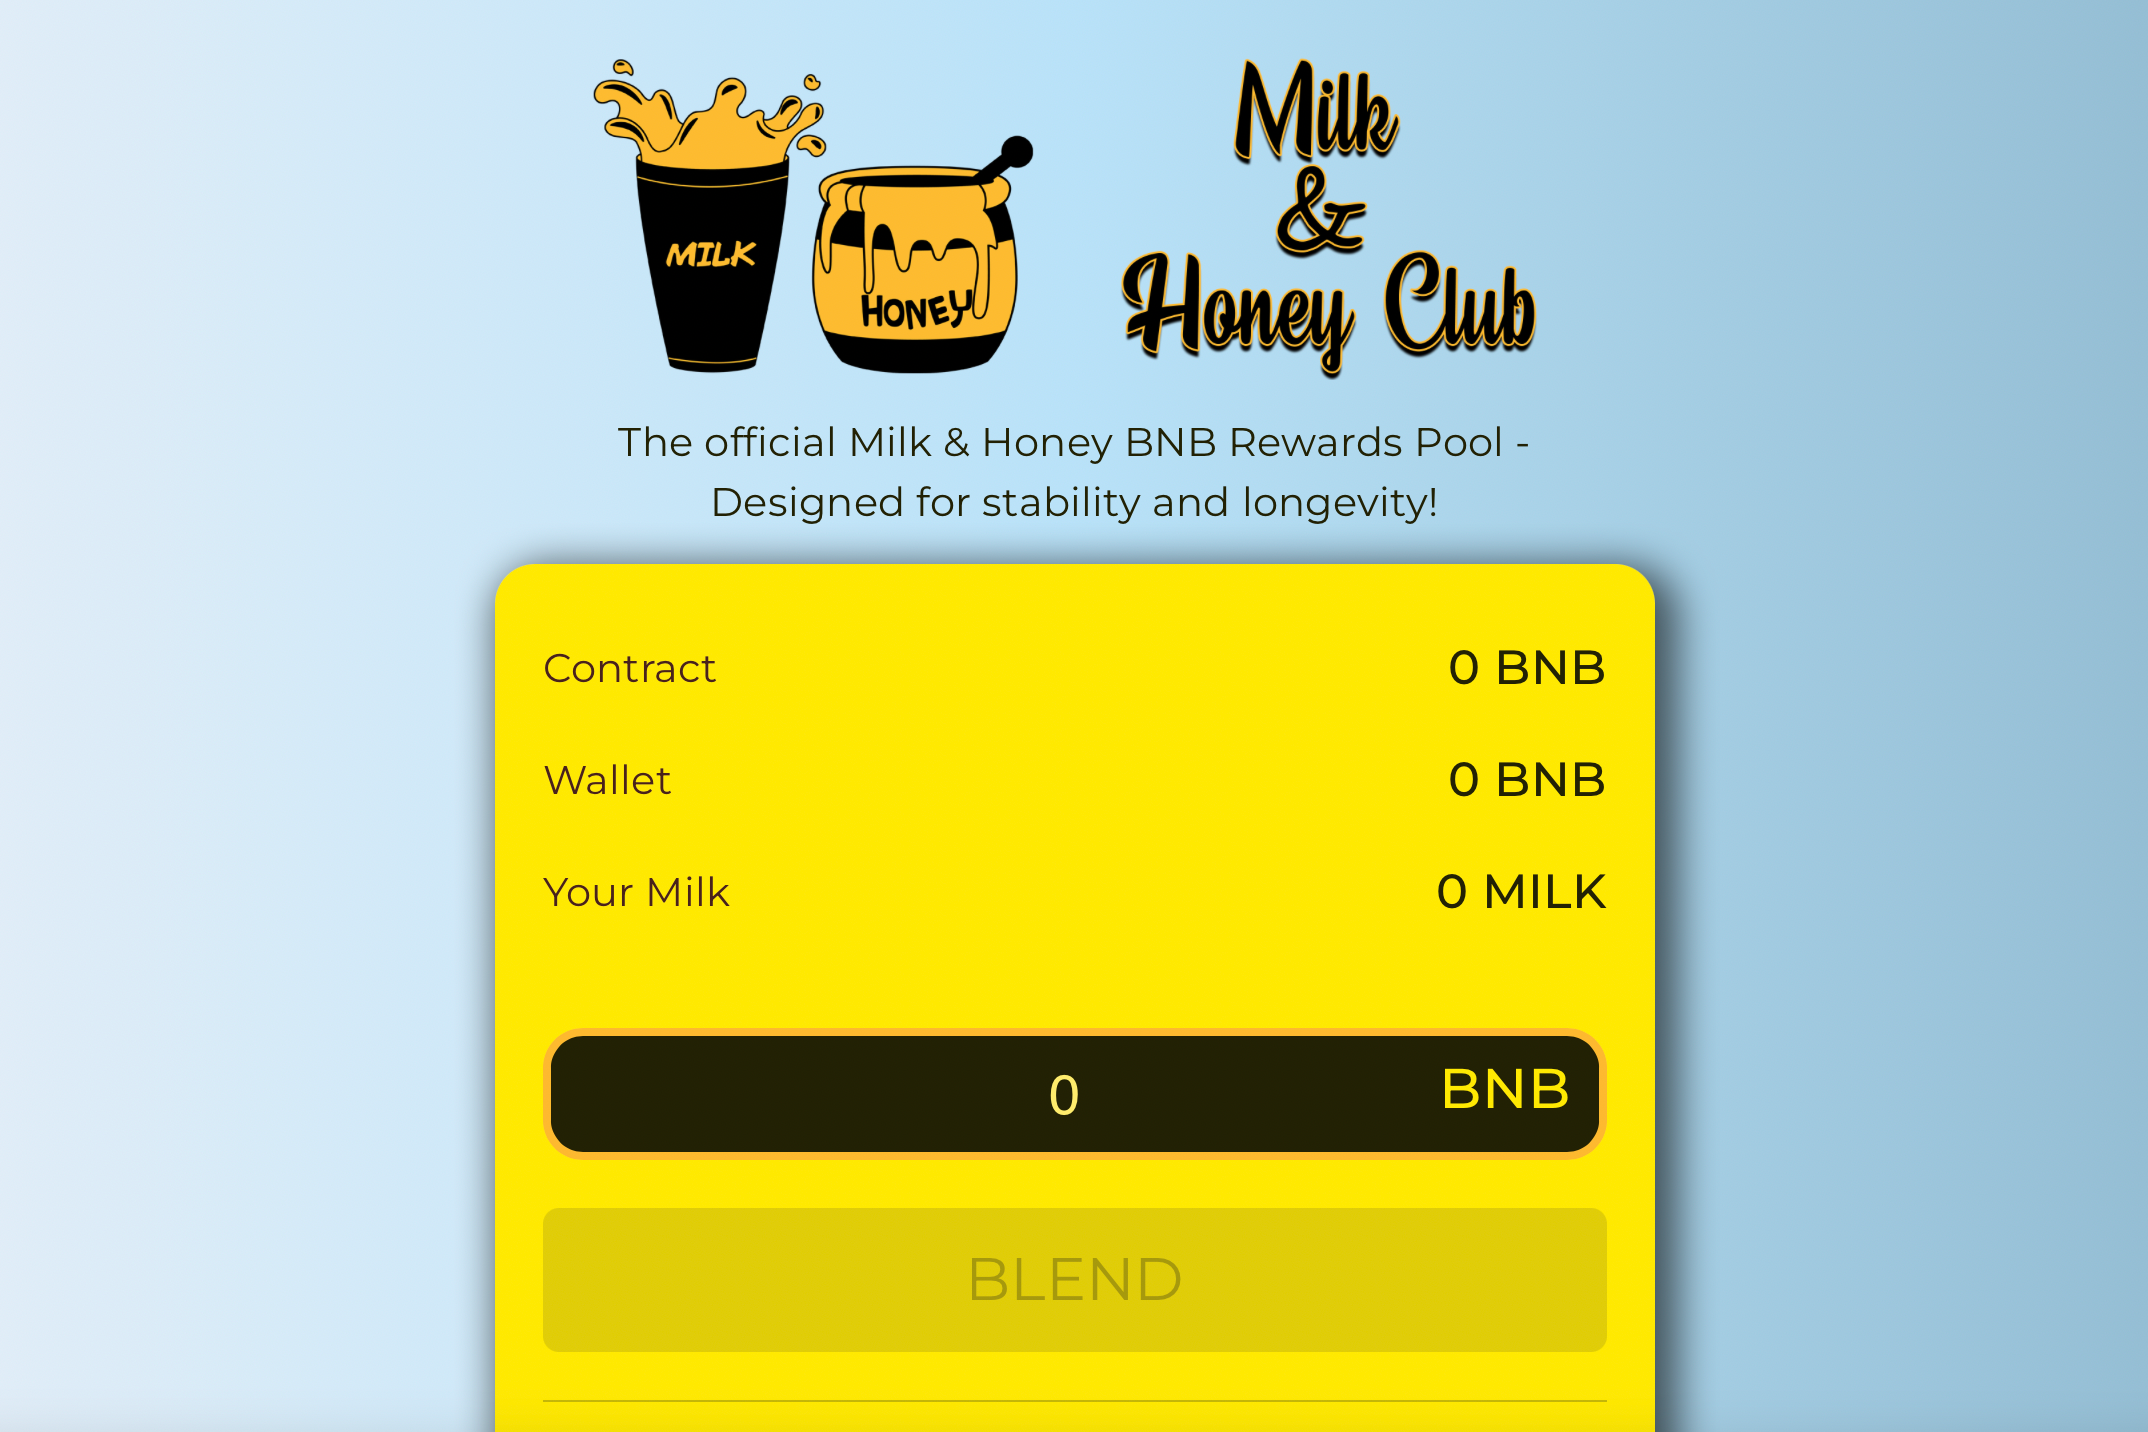 MILK
HONEY
Milk
&
Honey Club
The official Milk & Honey BNB Rewards Pool -
Designed for stability and longevity!
Contract 0 BNB
Wallet 0 BNB
Your Milk 0 MILK
0 BNB
BLEND